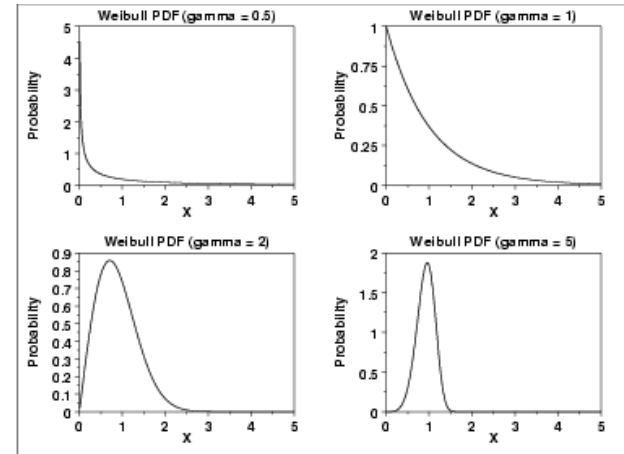 Weibull PDF (gamma = 0.5)
5
4
3
2
1
0
Probability
0 1 2 3 4 5
X
Weibull PDF (gamma = 1)
1
0.75
0.5
0.25
0
Probability
0 1 2 3 4 5
X
Weibull PDF (gamma = 2)
0.9
0.8
0.7
0.6
0.5
0.4
0.3
0.2
0.1
0
Probability
0 1 2 3 4 5
X
Weibull PDF (gamma = 5)
2
1.5
1
0.5
0
Probability
0 1 2 3 4 5
X